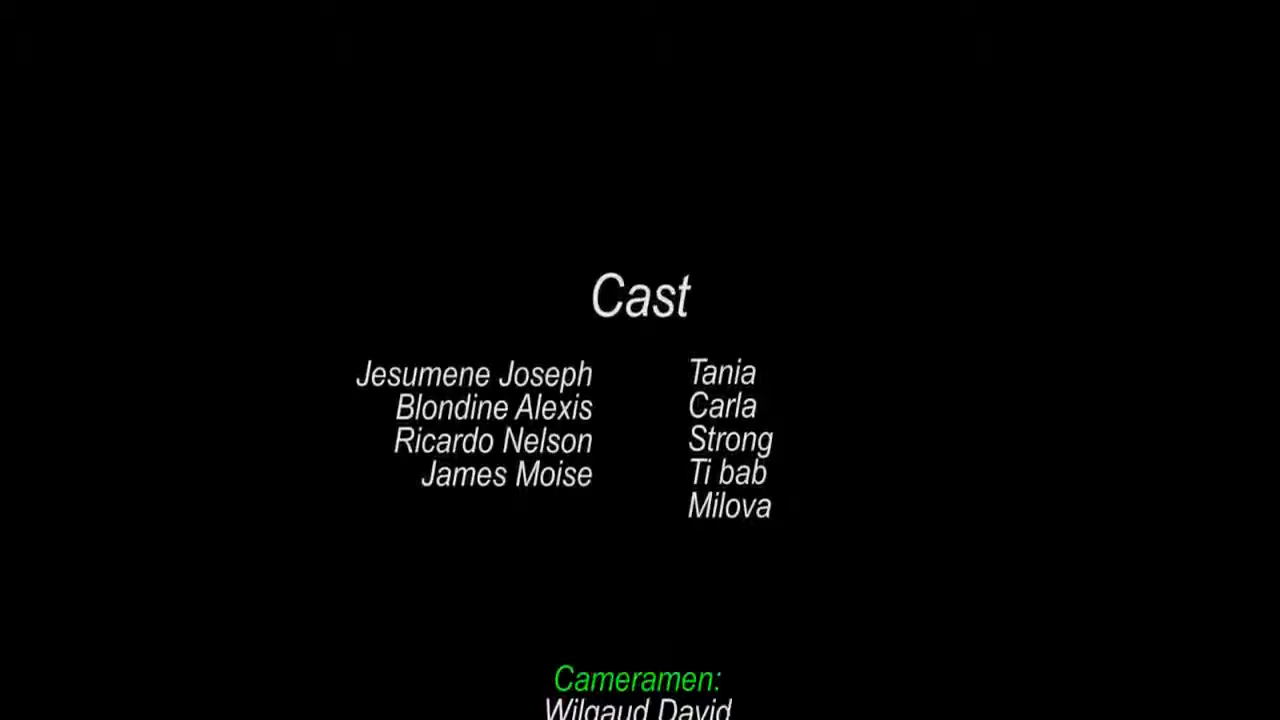 Cast
Jesumene Joseph Tania
Blondine Alexis Carla
Ricardo Nelson Strong
James Moise Ti bab
Milova
Cameramen:
Wilgaud David